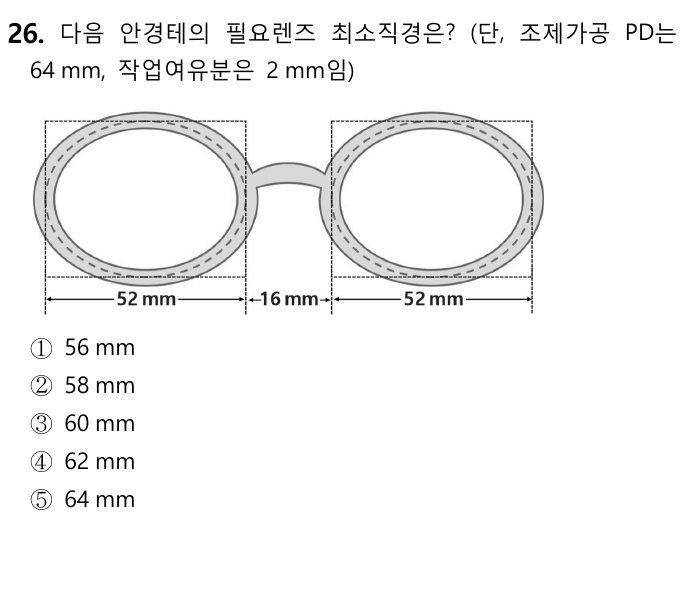 26. 다음 안경테의 필요렌즈 최소직경은? (단, 조제가공 PD는
64 mm, 작업여유분은 2 mm임)
52 mm 16 mm 52 mm
① 56 mm
② 58 mm
③ 60 mm
④ 62 mm
⑤ 64 mm